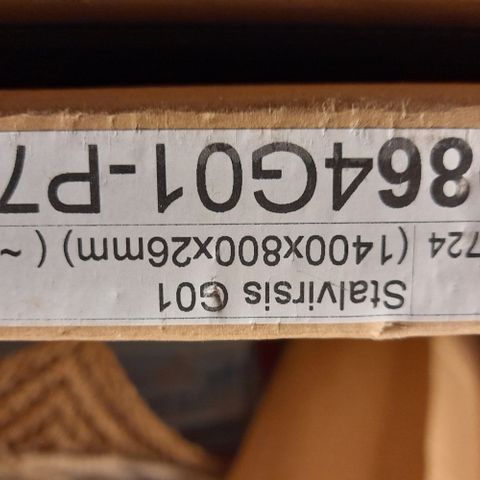 Stalvirsis G01
724 (1400x800x26mm) ( ~
864G01-P7